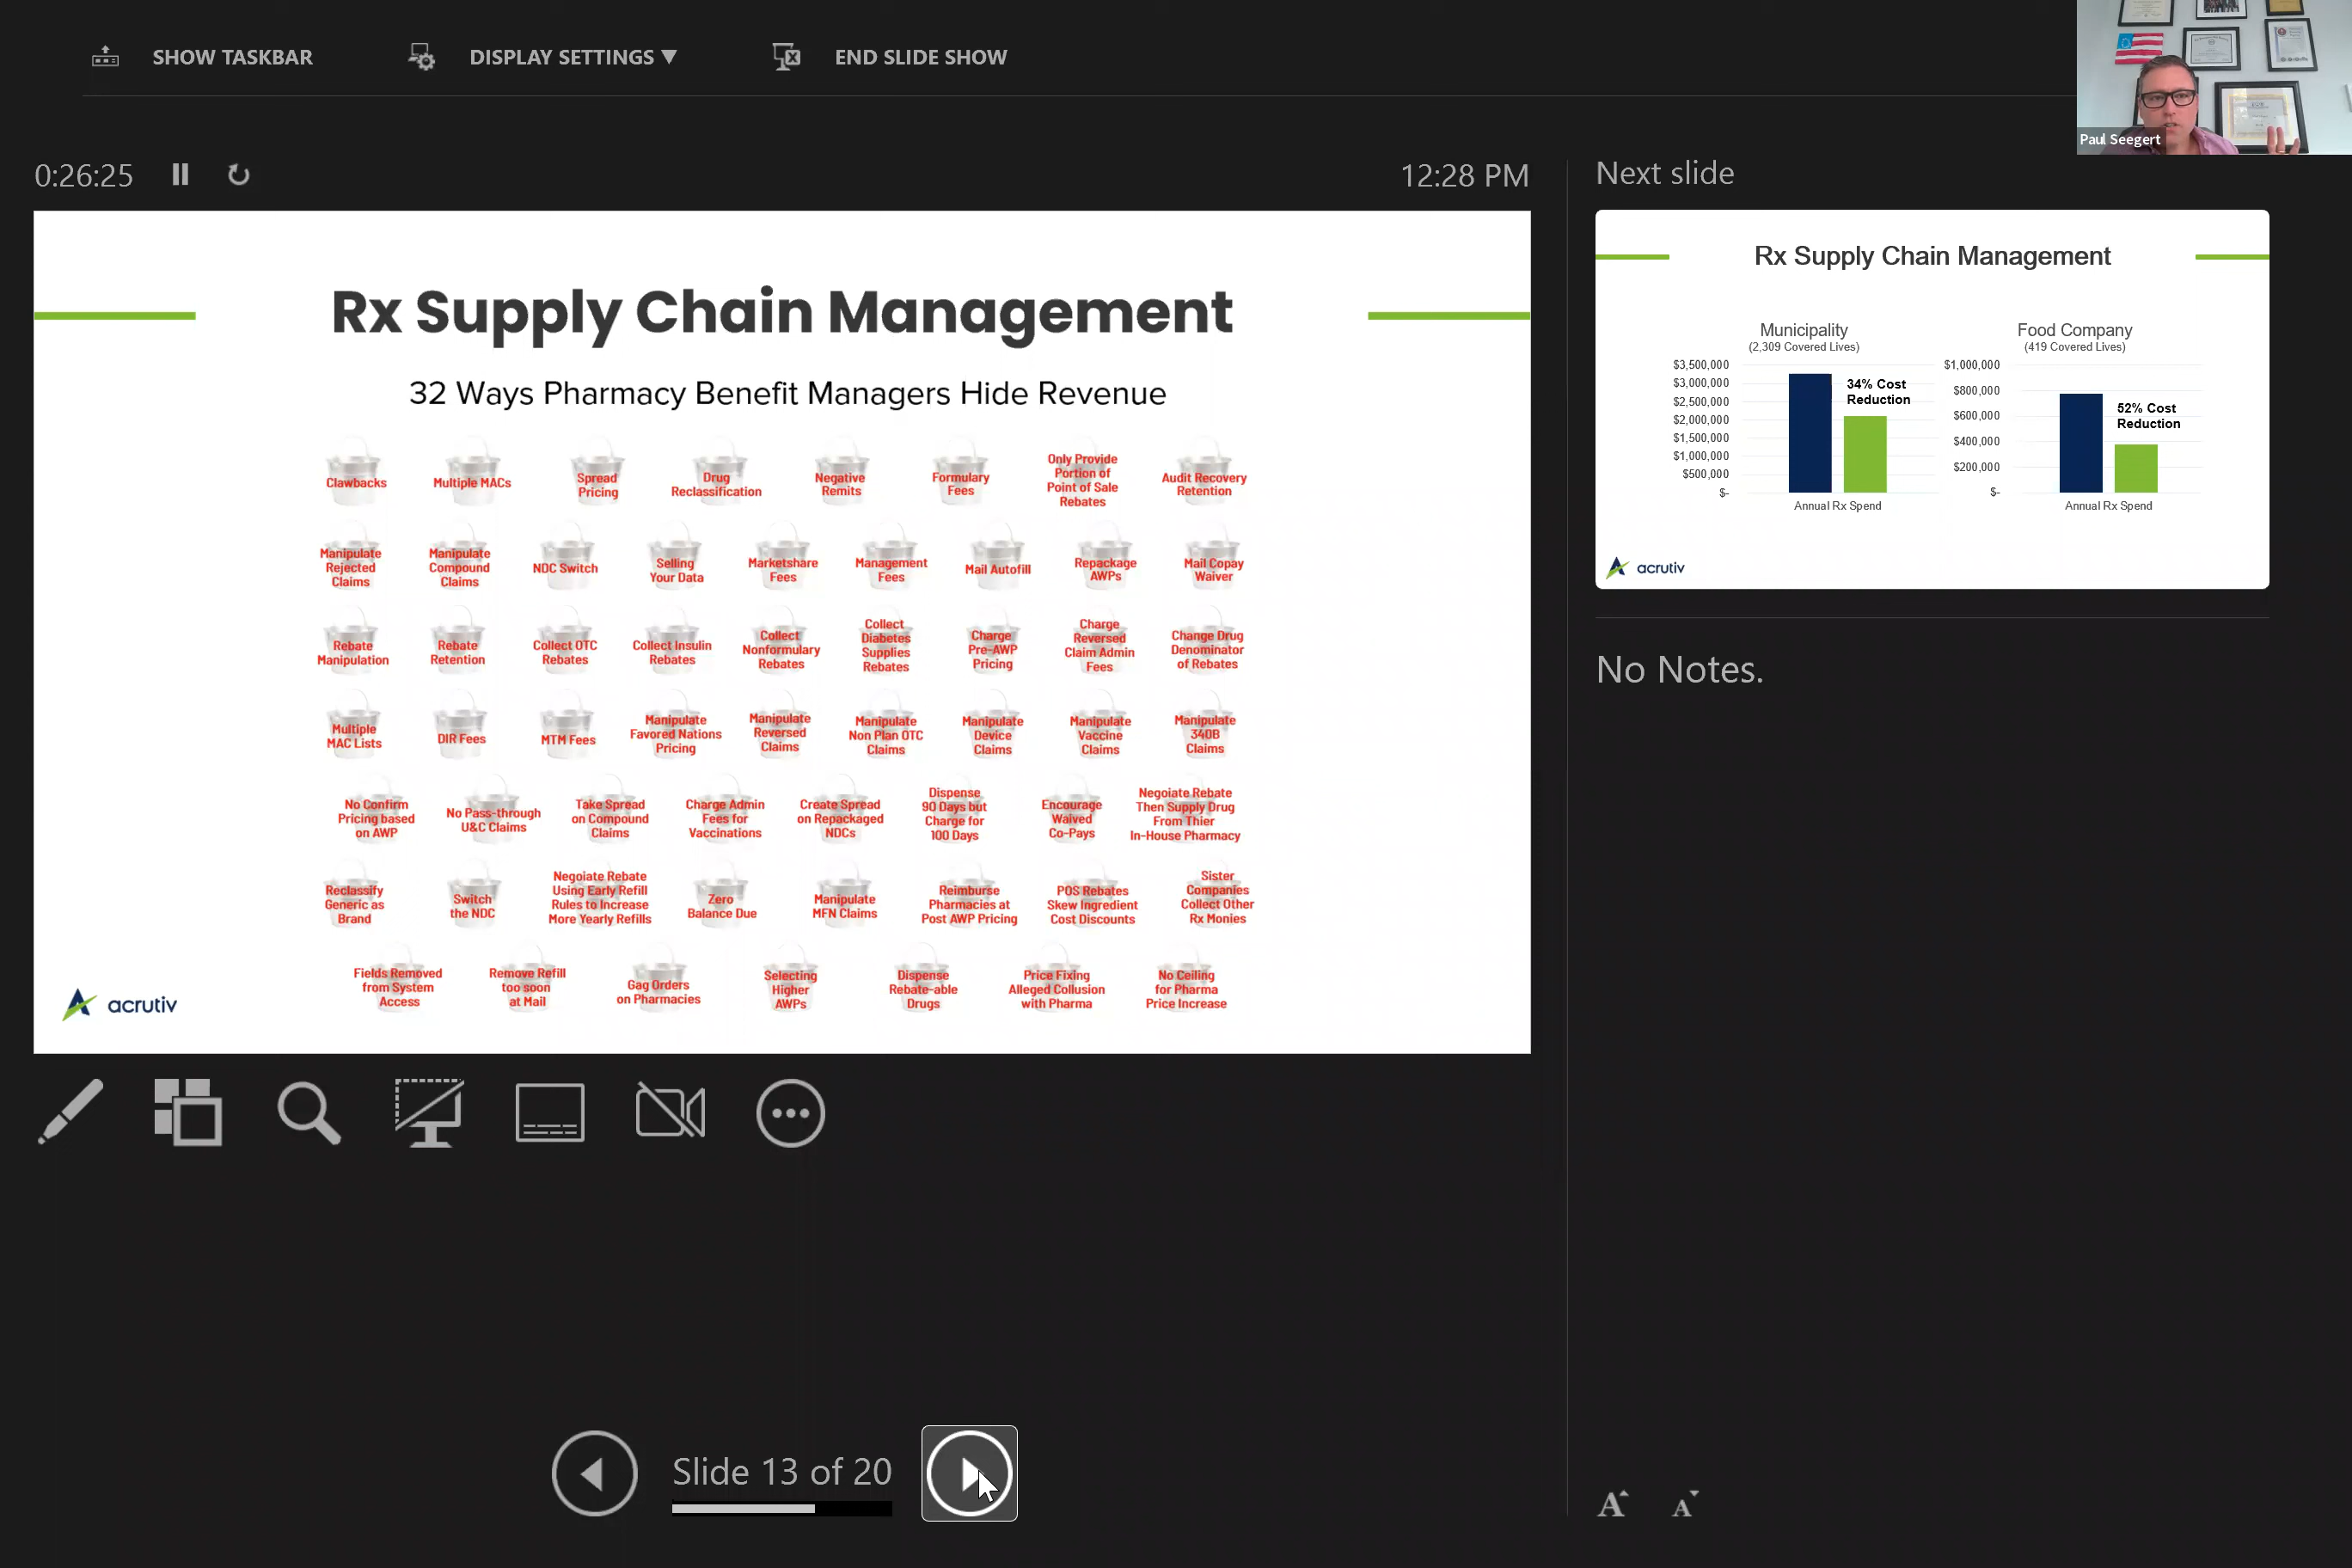 SHOW TASKBAR
DISPLAY SETTINGS ▼
END SLIDE SHOW
Paul Seegert
0:26:25
12:28 PM
Next slide
Rx Supply Chain Management
32 Ways Pharmacy Benefit Managers Hide Revenue
Clawbacks
Multiple MACs
Spread
Pricing
Drug
Reclassification
Negative
Remits
Formulary
Fees
Only Provide
Portion of
Point of Sale
Rebates
Audit Recovery
Retention
Manipulate
Rejected
Claims
Manipulate
Compound
Claims
NDC Switch
Selling
Your Data
Marketshare
Fees
Management
Fees
Mail Autofill
Repackage
AWPs
Mail Copay
Waiver
Rebate
Manipulation
Rebate
Retention
Collect OTC
Rebates
Collect Insulin
Rebates
Collect
Nonformulary
Rebates
Collect
Diabetes
Supplies
Rebates
Charge
Pre-AWP
Pricing
Charge
Reversed
Claim Admin
Fees
Change Drug
Denominator
of Rebates
Multiple
MAC Lists
DIR Fees
MTM Fees
Manipulate
Favored Nations
Pricing
Manipulate
Reversed
Claims
Manipulate
Non Plan OTC
Claims
Manipulate
Device
Claims
Manipulate
Vaccine
Claims
Manipulate
340B
Claims
No Confirm
Pricing based
on AWP
No Pass-through
U&C Claims
Take Spread
on Compound
Claims
Charge Admin
Fees for
Vaccinations
Create Spread
on Repackaged
NDCs
Dispense
90 Days but
Charge for
100 Days
Encourage
Waived
Co-Pays
Negoiate Rebate
Then Supply Drug
From Thier
In-House Pharmacy
Reclassify
Generic as
Brand
Switch
the NDC
Negoiate Rebate
Using Early Refill
Rules to Increase
More Yearly Refills
Zero
Balance Due
Manipulate
MFN Claims
Reimburse
Pharmacies at
Post AWP Pricing
POS Rebates
Skew Ingredient
Cost Discounts
Sister
Companies
Collect Other
Rx Monies
Fields Removed
from System
Access
Remove Refill
too soon
at Mail
Gag Orders
on Pharmacies
Selecting
Higher
AWPs
Dispense
Rebate-able
Drugs
Price Fixing
Alleged Collusion
with Pharma
No Ceiling
for Pharma
Price Increase
acrutiv
Rx Supply Chain Management
Municipality
(2,309 Covered Lives)
$3,500,000
$3,000,000
$2,500,000
$2,000,000
$1,500,000
$1,000,000
$500,000
$-
34% Cost
Reduction
Annual Rx Spend
Food Company
(419 Covered Lives)
$1,000,000
$800,000
$600,000
$400,000
$200,000
$-
52% Cost
Reduction
Annual Rx Spend
acrutiv
No Notes.
Slide 13 of 20
A
A